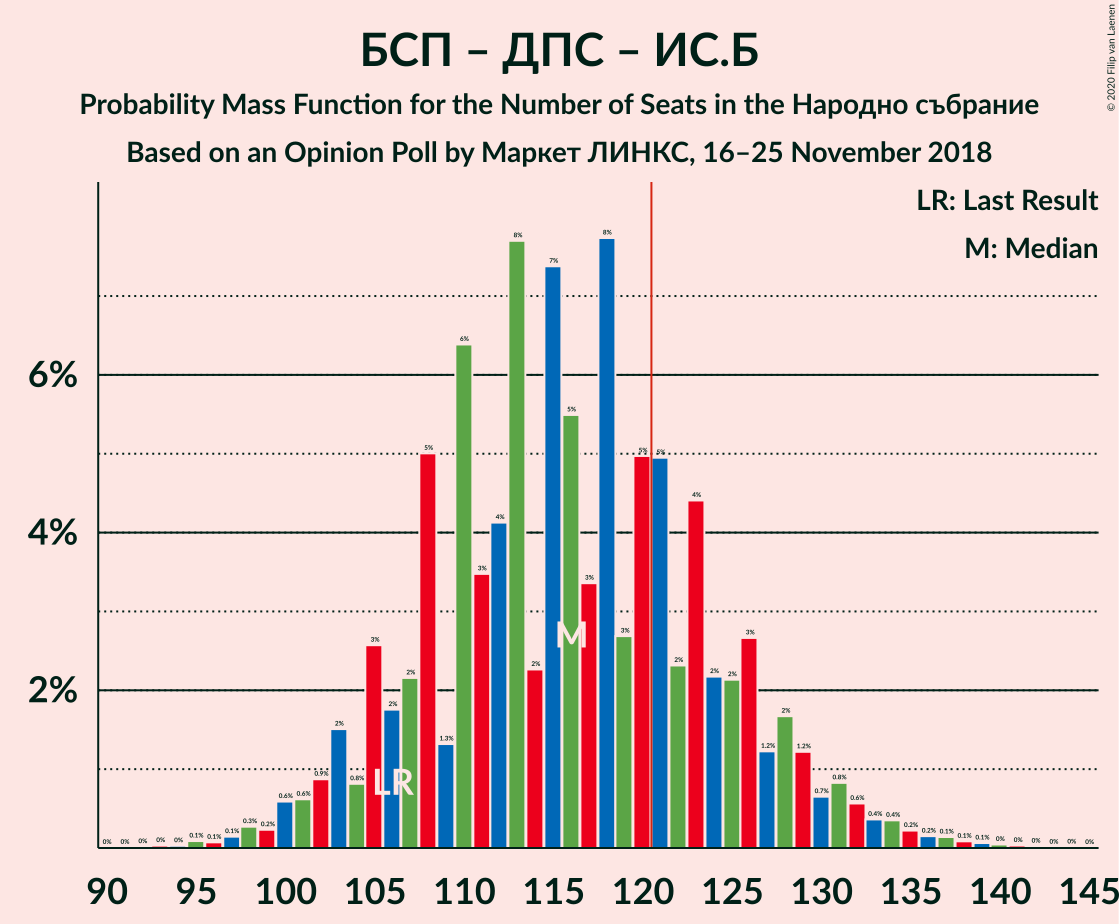 БСП – ДПС – ИС.Б
Probability Mass Function for the Number of Seats in the Народно събрание
Based on an Opinion Poll by Маркет ЛИНКС, 16–25 November 2018
© 2020 Filip van Laenen
LR: Last Result
M: Median
6%
4%
2%
0% 0% 0% 0% 0% 0.1% 0.1% 0.1% 0.3% 0.2% 0.6% 0.6% 0.9% 2% 0.8% 3% 2% 2% 5% 1.3% 6% 3% 4% 8% 2% 7% 5% 3% 8% 3% 5% 5% 2% 4% 2% 2% 3% 1.2% 2% 1.2% 0.7% 0.8% 0.6% 0.4% 0.4% 0.2% 0.2% 0.1% 0.1% 0.1% 0% 0% 0% 0% 0% 0%
M
LR
90 95 100 105 110 115 120 125 130 135 140 145